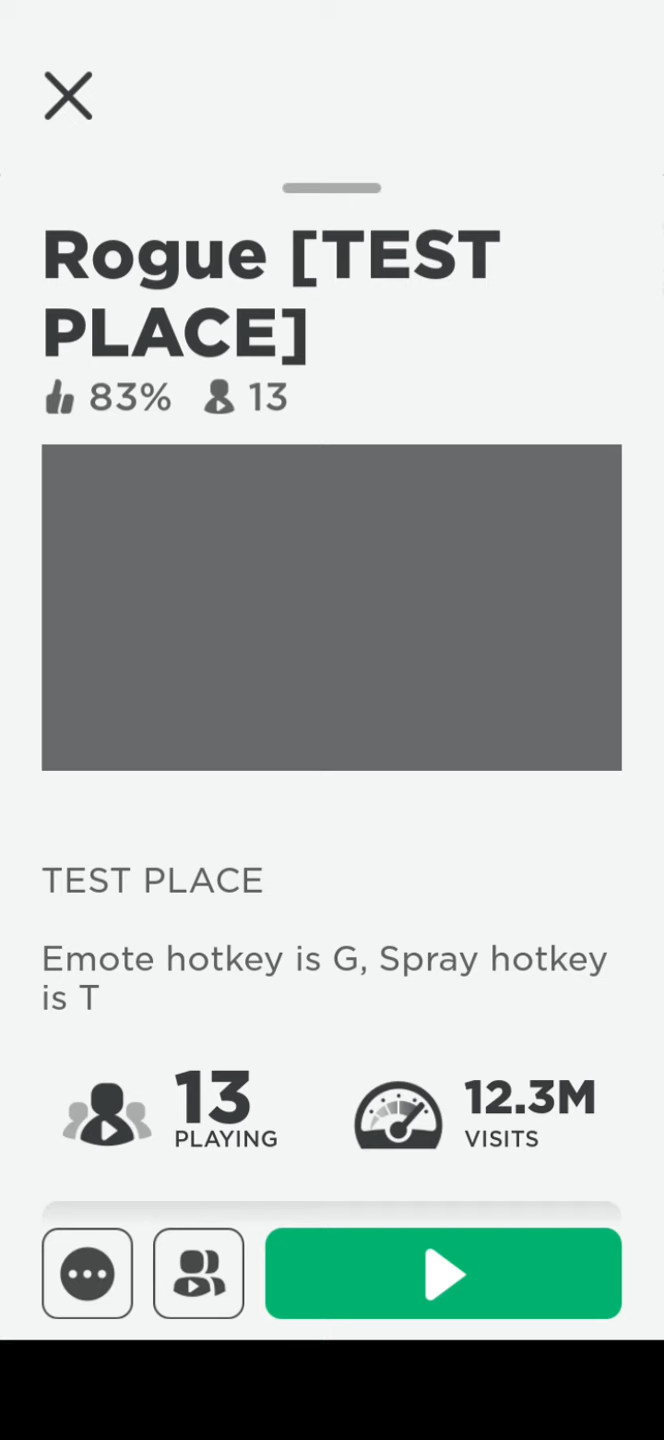 Rogue [TEST
PLACE]
83% 13
TEST PLACE
Emote hotkey is G, Spray hotkey
is T
13
PLAYING
12.3M
VISITS